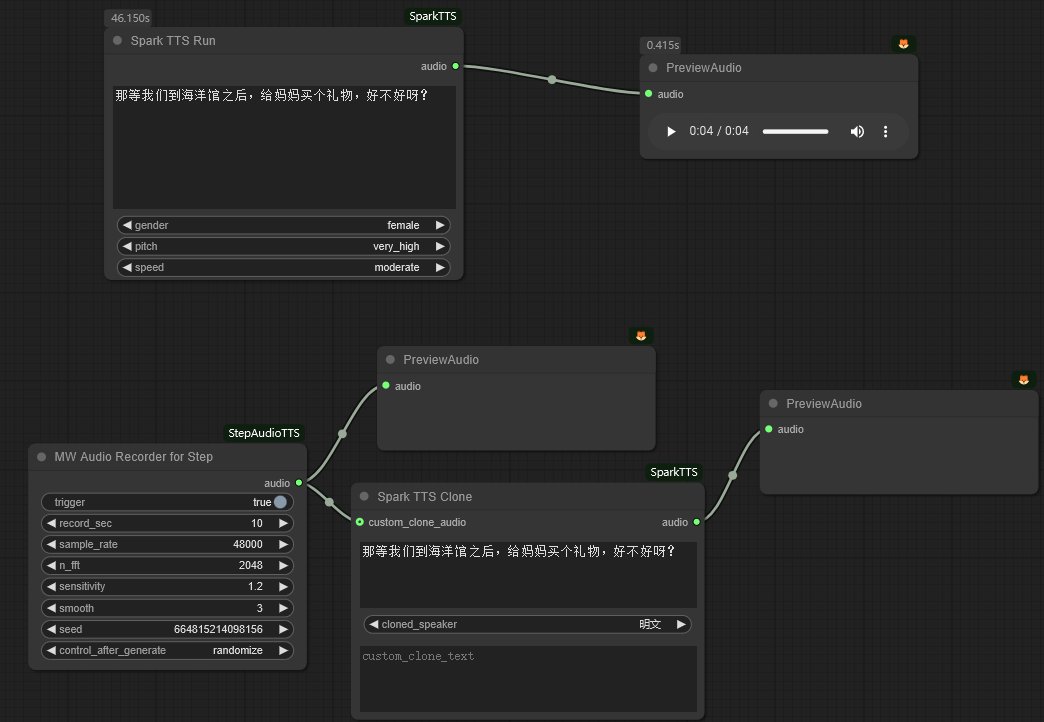 46.150s
SparkTTS
Spark TTS Run
audio
那等我们到海洋馆之后，给妈妈买个礼物，好不好呀？
gender female
pitch very_high
speed moderate
0.415s
PreviewAudio
audio
0:04 / 0:04
PreviewAudio
audio
PreviewAudio
audio
StepAudioTTS
MW Audio Recorder for Step
audio
trigger true
record_sec 10
sample_rate 48000
n_fft 2048
sensitivity 1.2
smooth 3
seed 664815214098156
control_after_generate randomize
SparkTTS
Spark TTS Clone
custom_clone_audio audio
那等我们到海洋馆之后，给妈妈买个礼物，好不好呀？
cloned_speaker 明文
custom_clone_text